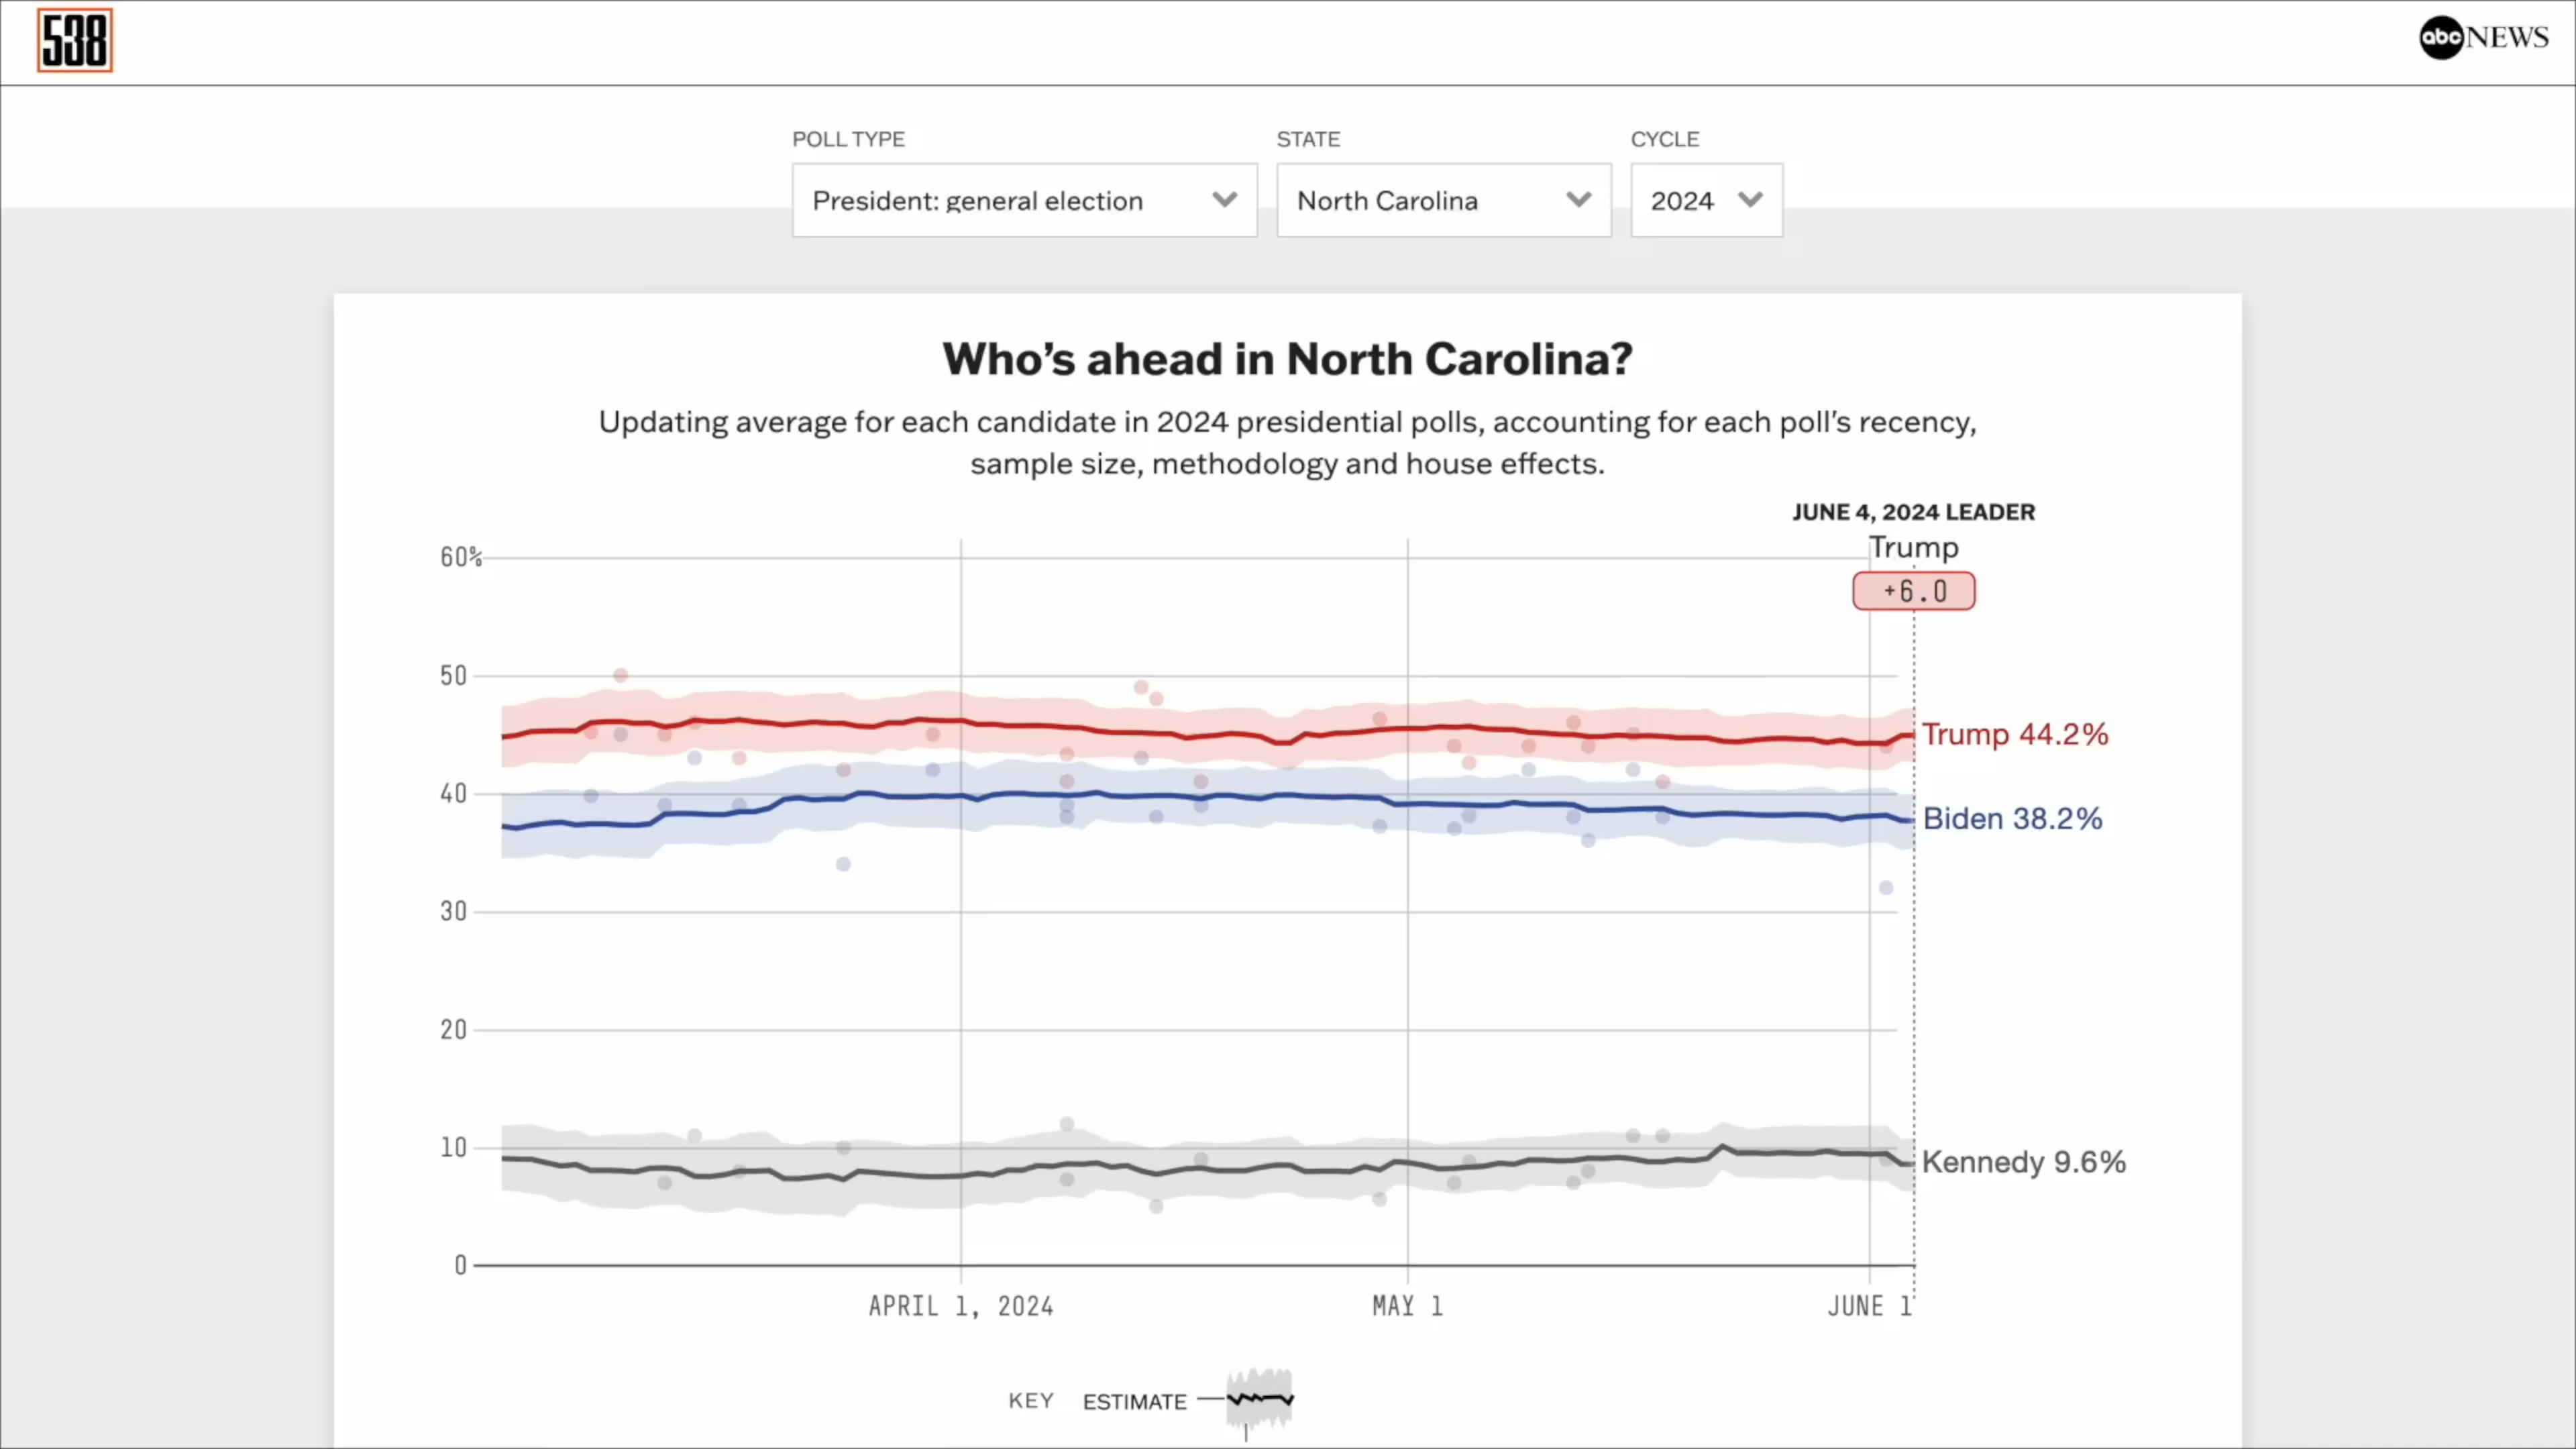 538
abc NEWS
POLL TYPE
STATE
CYCLE
President: general election
North Carolina
2024
Who’s ahead in North Carolina?
Updating average for each candidate in 2024 presidential polls, accounting for each poll’s recency,
sample size, methodology and house effects.
JUNE 4, 2024 LEADER
Trump
+6.0
60%
50
40
30
20
10
0
Trump 44.2%
Biden 38.2%
Kennedy 9.6%
APRIL 1, 2024
MAY 1
JUNE 1
KEY ESTIMATE